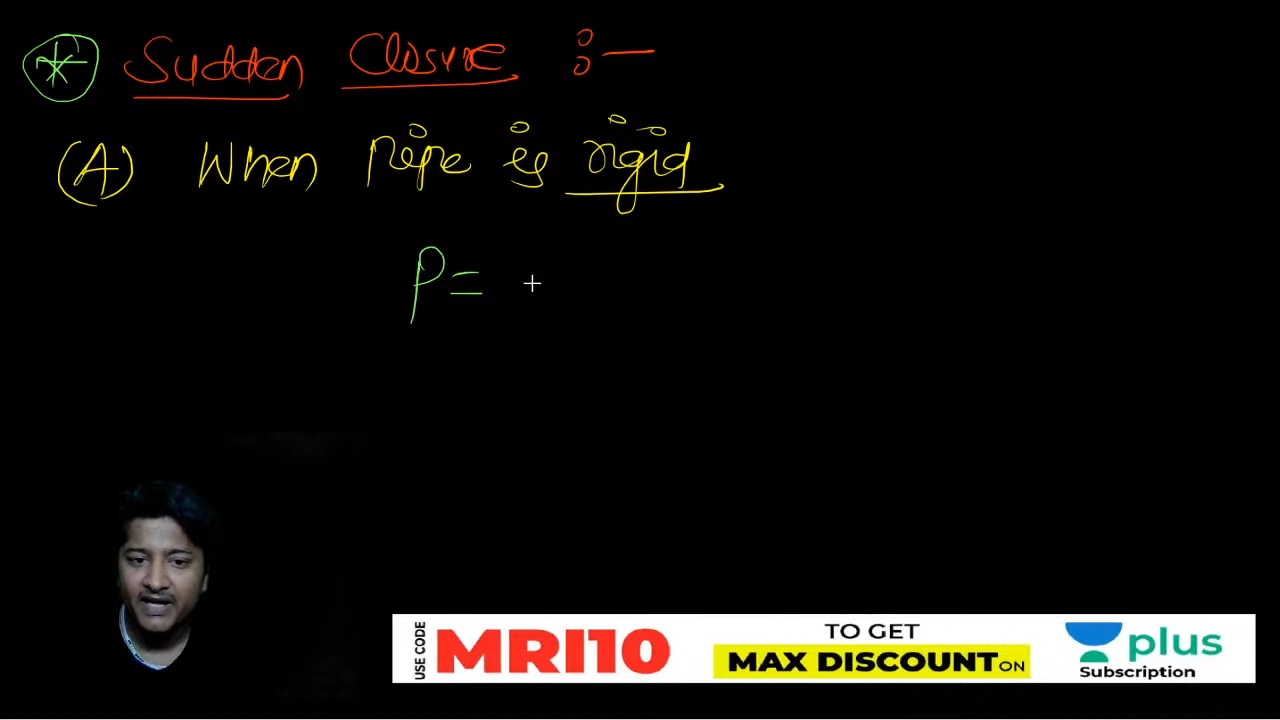 * Sudden Closure :-
(A) When pipe is rigid
P=
USE CODE MRI10 TO GET MAX DISCOUNT ON plus Subscription